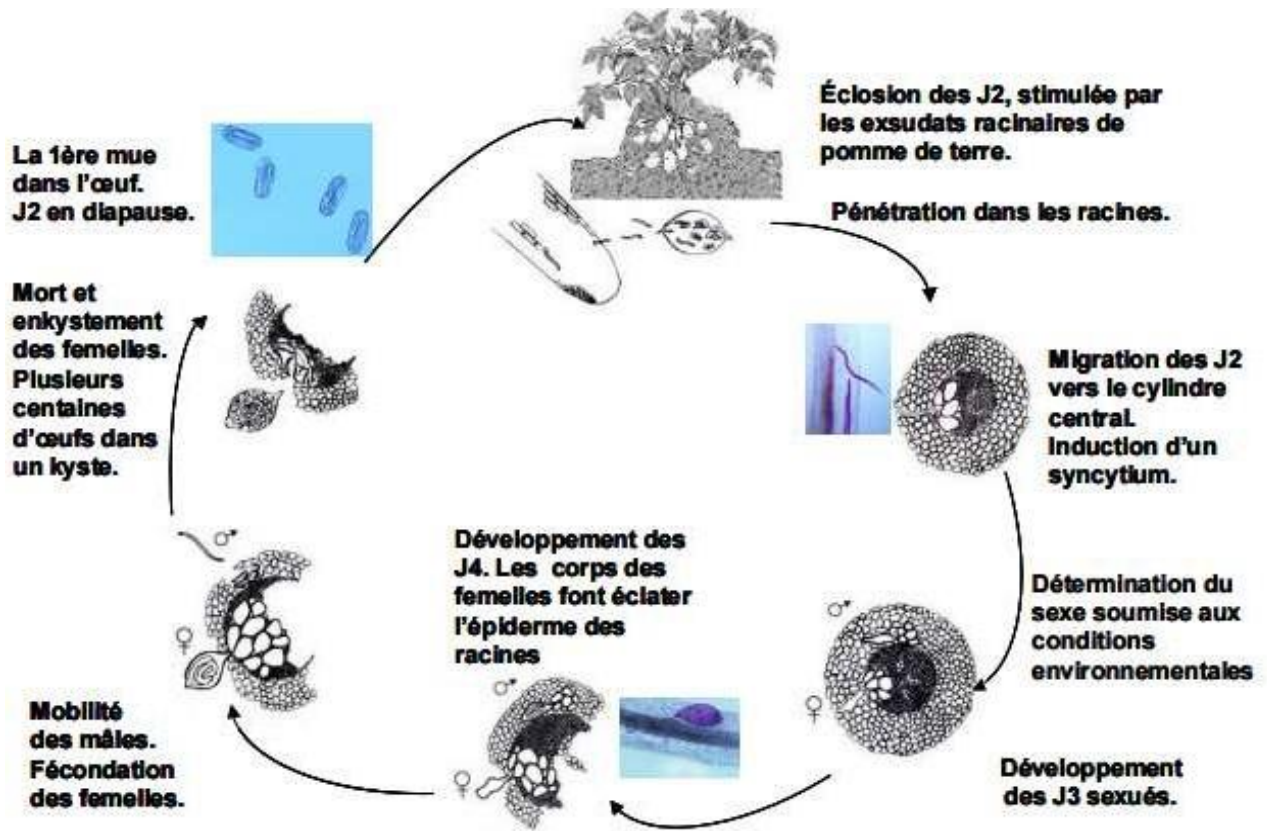 Éclosion des J2, stimulée par
les exsudats racinaires de
pomme de terre.
Pénétration dans les racines.
Migration des J2
vers le cylindre
central.
Induction d'un
syncytium.
Détermination du
sexe soumise aux
conditions
environnementales
Développement
des J3 sexués.
Développement des
J4. Les corps des
femelles font éclater
l'épiderme des
racines
Mobilité
des mâles.
Fécondation
des femelles.
Mort et
enkystement
des femelles.
Plusieurs
centaines
d'œufs dans
un kyste.
La 1ère mue
dans l'œuf.
J2 en diapause.